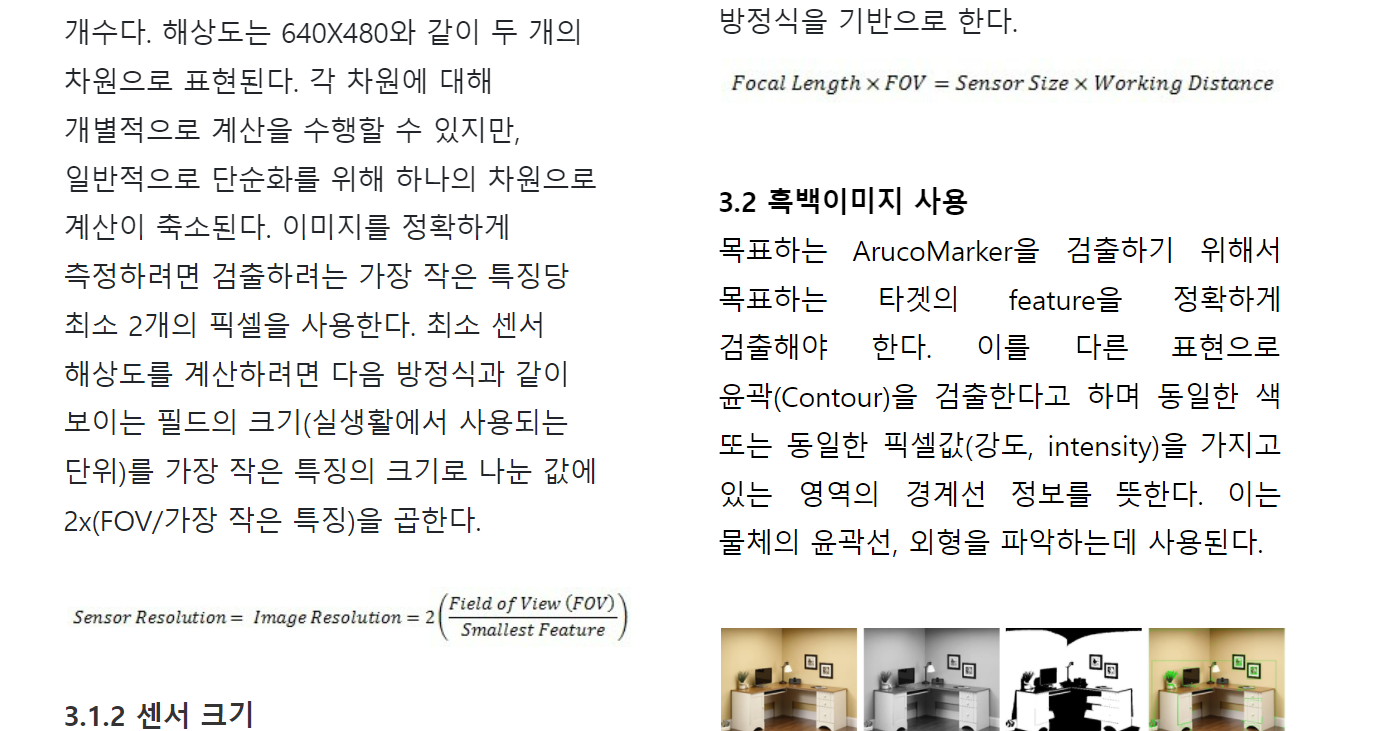 개수다. 해상도는 640X480와 같이 두 개의
차원으로 표현된다. 각 차원에 대해
개별적으로 계산을 수행할 수 있지만,
일반적으로 단순화를 위해 하나의 차원으로
계산이 축소된다. 이미지를 정확하게
측정하려면 검출하려는 가장 작은 특징당
최소 2개의 픽셀을 사용한다. 최소 센서
해상도를 계산하려면 다음 방정식과 같이
보이는 필드의 크기(실생활에서 사용되는
단위)를 가장 작은 특징의 크기로 나눈 값에
2x(FOV/가장 작은 특징)을 곱한다.
Sensor Resolution = Image Resolution = 2(Field of View (FOV) / Smallest Feature)
3.1.2 센서 크기
방정식을 기반으로 한다.
Focal Length × FOV = Sensor Size × Working Distance
3.2 흑백이미지 사용
목표하는 ArucoMarker을 검출하기 위해서
목표하는 타겟의 feature을 정확하게
검출해야 한다. 이를 다른 표현으로
윤곽(Contour)을 검출한다고 하며 동일한 색
또는 동일한 픽셀값(강도, intensity)을 가지고
있는 영역의 경계선 정보를 뜻한다. 이는
물체의 윤곽선, 외형을 파악하는데 사용된다.